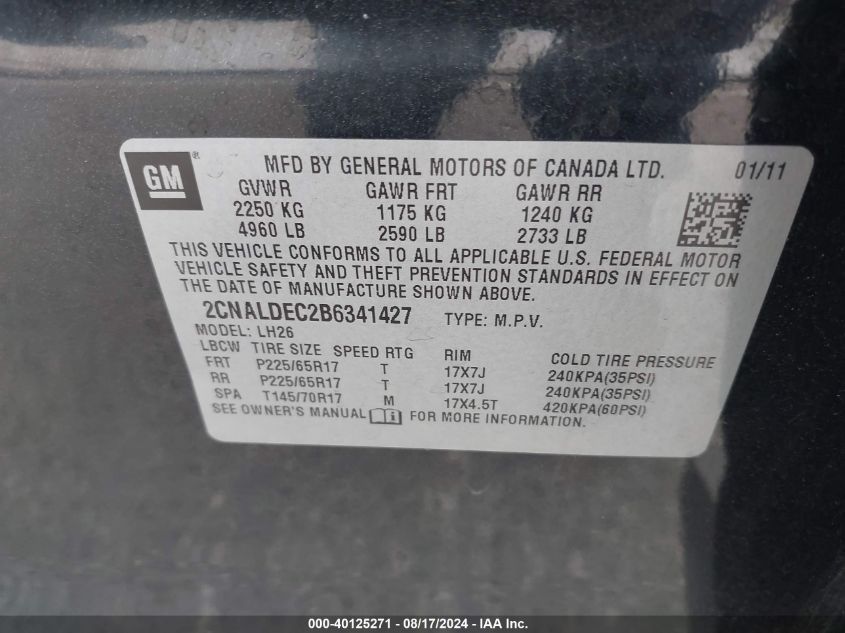 GM ® MFD BY GENERAL MOTORS OF CANADA LTD. 01/11
GVWR GAWR FRT GAWR RR
2250 KG 1175 KG 1240 KG
4960 LB 2590 LB 2733 LB
THIS VEHICLE CONFORMS TO ALL APPLICABLE U.S. FEDERAL MOTOR
VEHICLE SAFETY AND THEFT PREVENTION STANDARDS IN EFFECT ON
THE DATE OF MANUFACTURE SHOWN ABOVE.
2CNALDEC2B6341427 TYPE: M.P.V.
MODEL: LH26
LBCW TIRE SIZE SPEED RTG RIM COLD TIRE PRESSURE
FRT P225/65R17 T 17X7J 240KPA(35PSI)
RR P225/65R17 T 17X7J 240KPA(35PSI)
SPA T145/70R17 M 17X4.5T 420KPA(60PSI)
SEE OWNER'S MANUAL i FOR MORE INFORMATION.
000-40125271 - 08/17/2024 - IAA Inc.